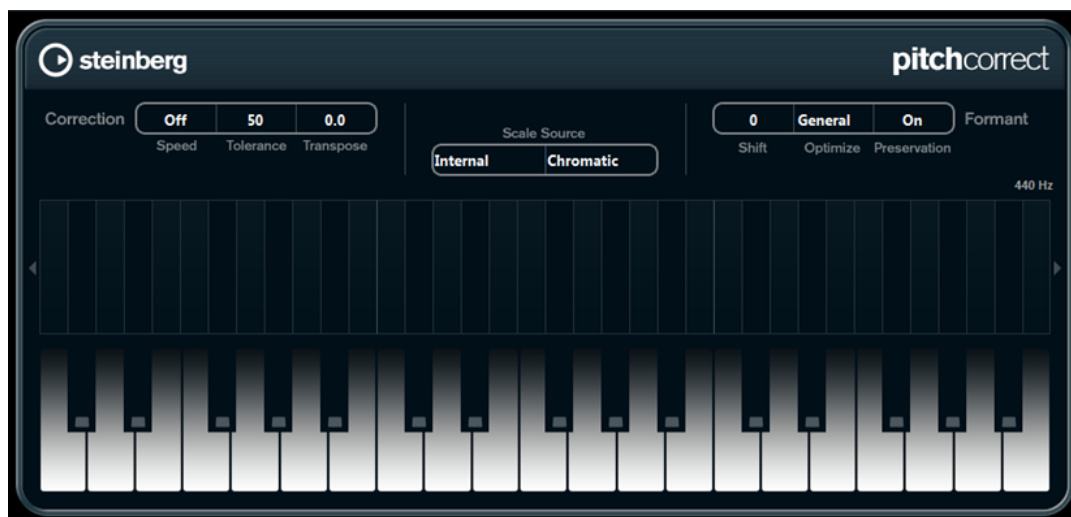 steinberg
pitchcorrect
Correction Off 50 0.0
Speed Tolerance Transpose
Scale Source
Internal Chromatic
0 General On Formant
Shift Optimize Preservation
440 Hz